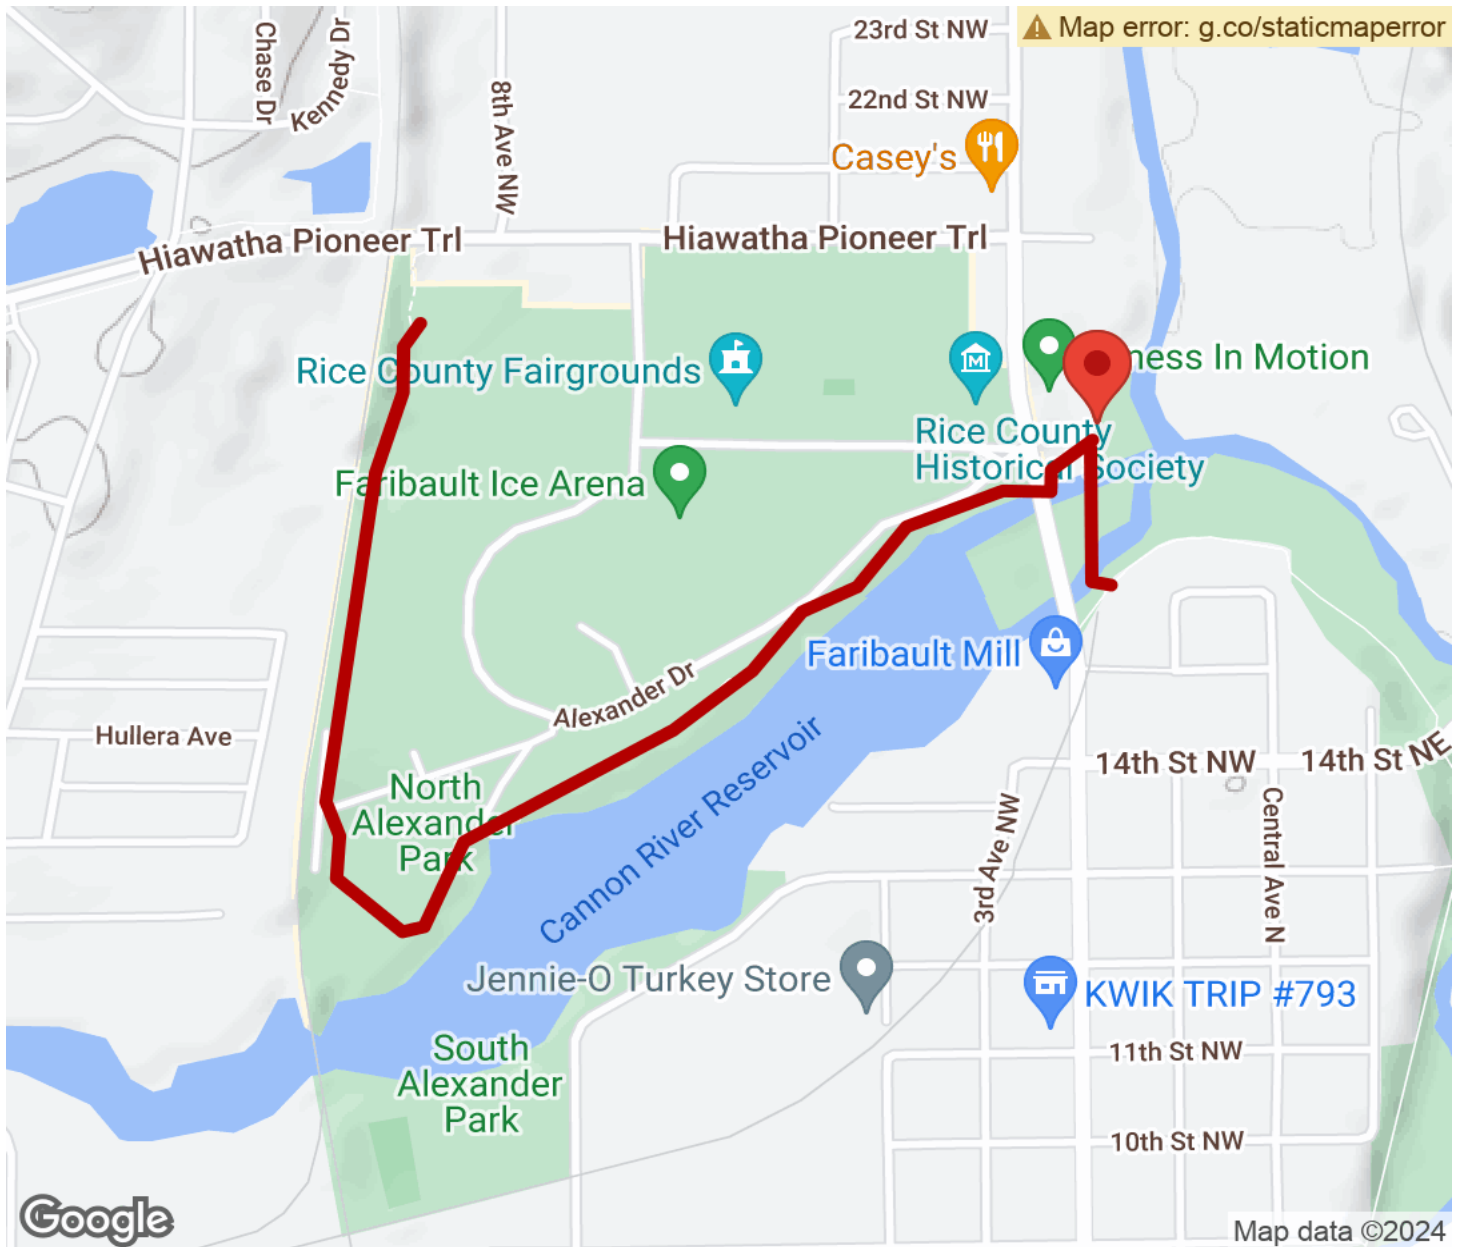 Map error: g.co/staticmaperror
23rd St NW
Chase Dr
Kennedy Dr
8th Ave NW
22nd St NW
Casey's
Hiawatha Pioneer Trl
Hiawatha Pioneer Trl
Rice County Fairgrounds
ness In Motion
Rice County
Historical Society
Faribault Ice Arena
Faribault Mill
Alexander Dr
Hullera Ave
Cannon River Reservoir
14th St NW
14th St NE
North
Alexander
Park
3rd Ave NW
Central Ave N
Jennie-O Turkey Store
KWIK TRIP #793
South
Alexander
Park
11th St NW
10th St NW
Google
Map data ©2024